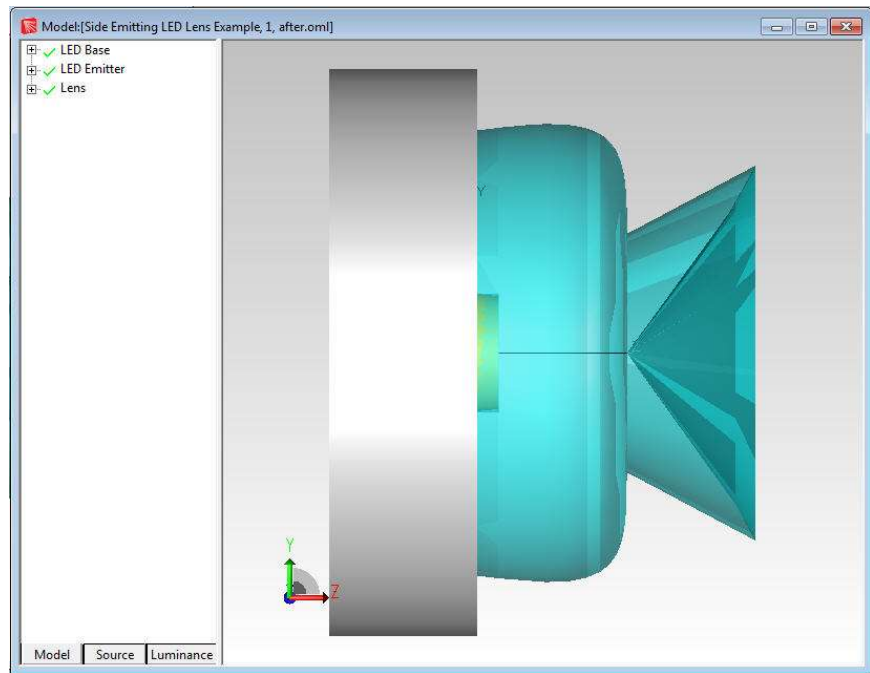 Model:[Side Emitting LED Lens Example, 1, after.oml]
LED Base
LED Emitter
Lens
Y
Y
Z
Model Source Luminance